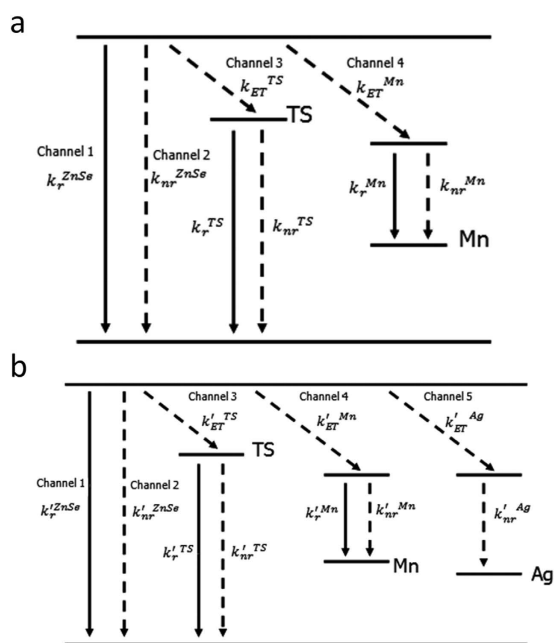 a
Channel 3
k_ET^TS
Channel 4
k_ET^Mn
TS
Channel 1
k_r^ZnSe
Channel 2
k_nr^ZnSe
k_r^TS
k_nr^TS
k_r^Mn
k_nr^Mn
Mn
b
Channel 3
k'_ET^TS
Channel 4
k'_ET^Mn
Channel 5
k'_ET^Ag
TS
Channel 1
k'_r^ZnSe
Channel 2
k'_nr^ZnSe
k'_r^TS
k'_nr^TS
k'_r^Mn
k'_nr^Mn
Mn
k'_nr^Ag
Ag